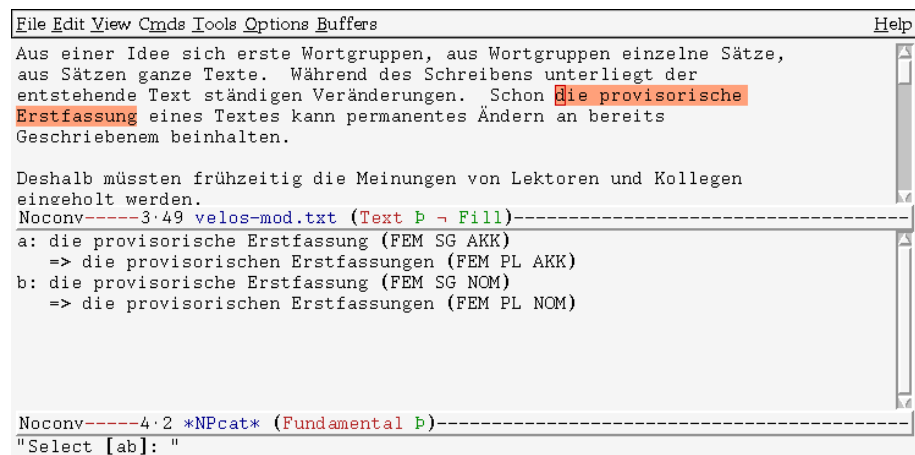 File Edit View Cmds Tools Options Buffers Help
Aus einer Idee sich erste Wortgruppen, aus Wortgruppen einzelne Sätze,
aus Sätzen ganze Texte.  Während des Schreibens unterliegt der
entstehende Text ständigen Veränderungen.  Schon die provisorische
Erstfassung eines Textes kann permanentes Ändern an bereits
Geschriebenem beinhalten.

Deshalb müssten frühzeitig die Meinungen von Lektoren und Kollegen
eingeholt werden.
Noconv-----3·49 velos-mod.txt (Text Þ ¬ Fill)-------------------------------------
a: die provisorische Erstfassung (FEM SG AKK)
   => die provisorischen Erstfassungen (FEM PL AKK)
b: die provisorische Erstfassung (FEM SG NOM)
   => die provisorischen Erstfassungen (FEM PL NOM)
Noconv-----4·2 *NPcat* (Fundamental Þ)--------------------------------------------
"Select [ab]: "